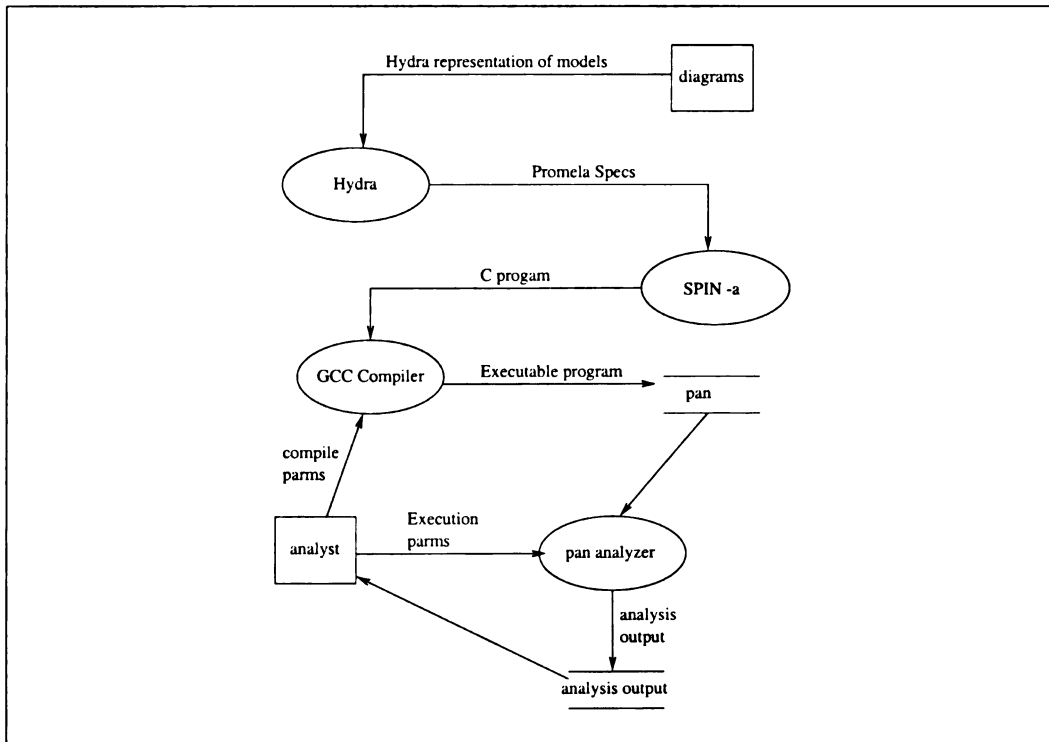 Hydra representation of models
diagrams
Hydra
Promela Specs
C progam
SPIN -a
GCC Compiler
Executable program
pan
compile
parms
analyst
Execution
parms
pan analyzer
analysis
output
analysis output